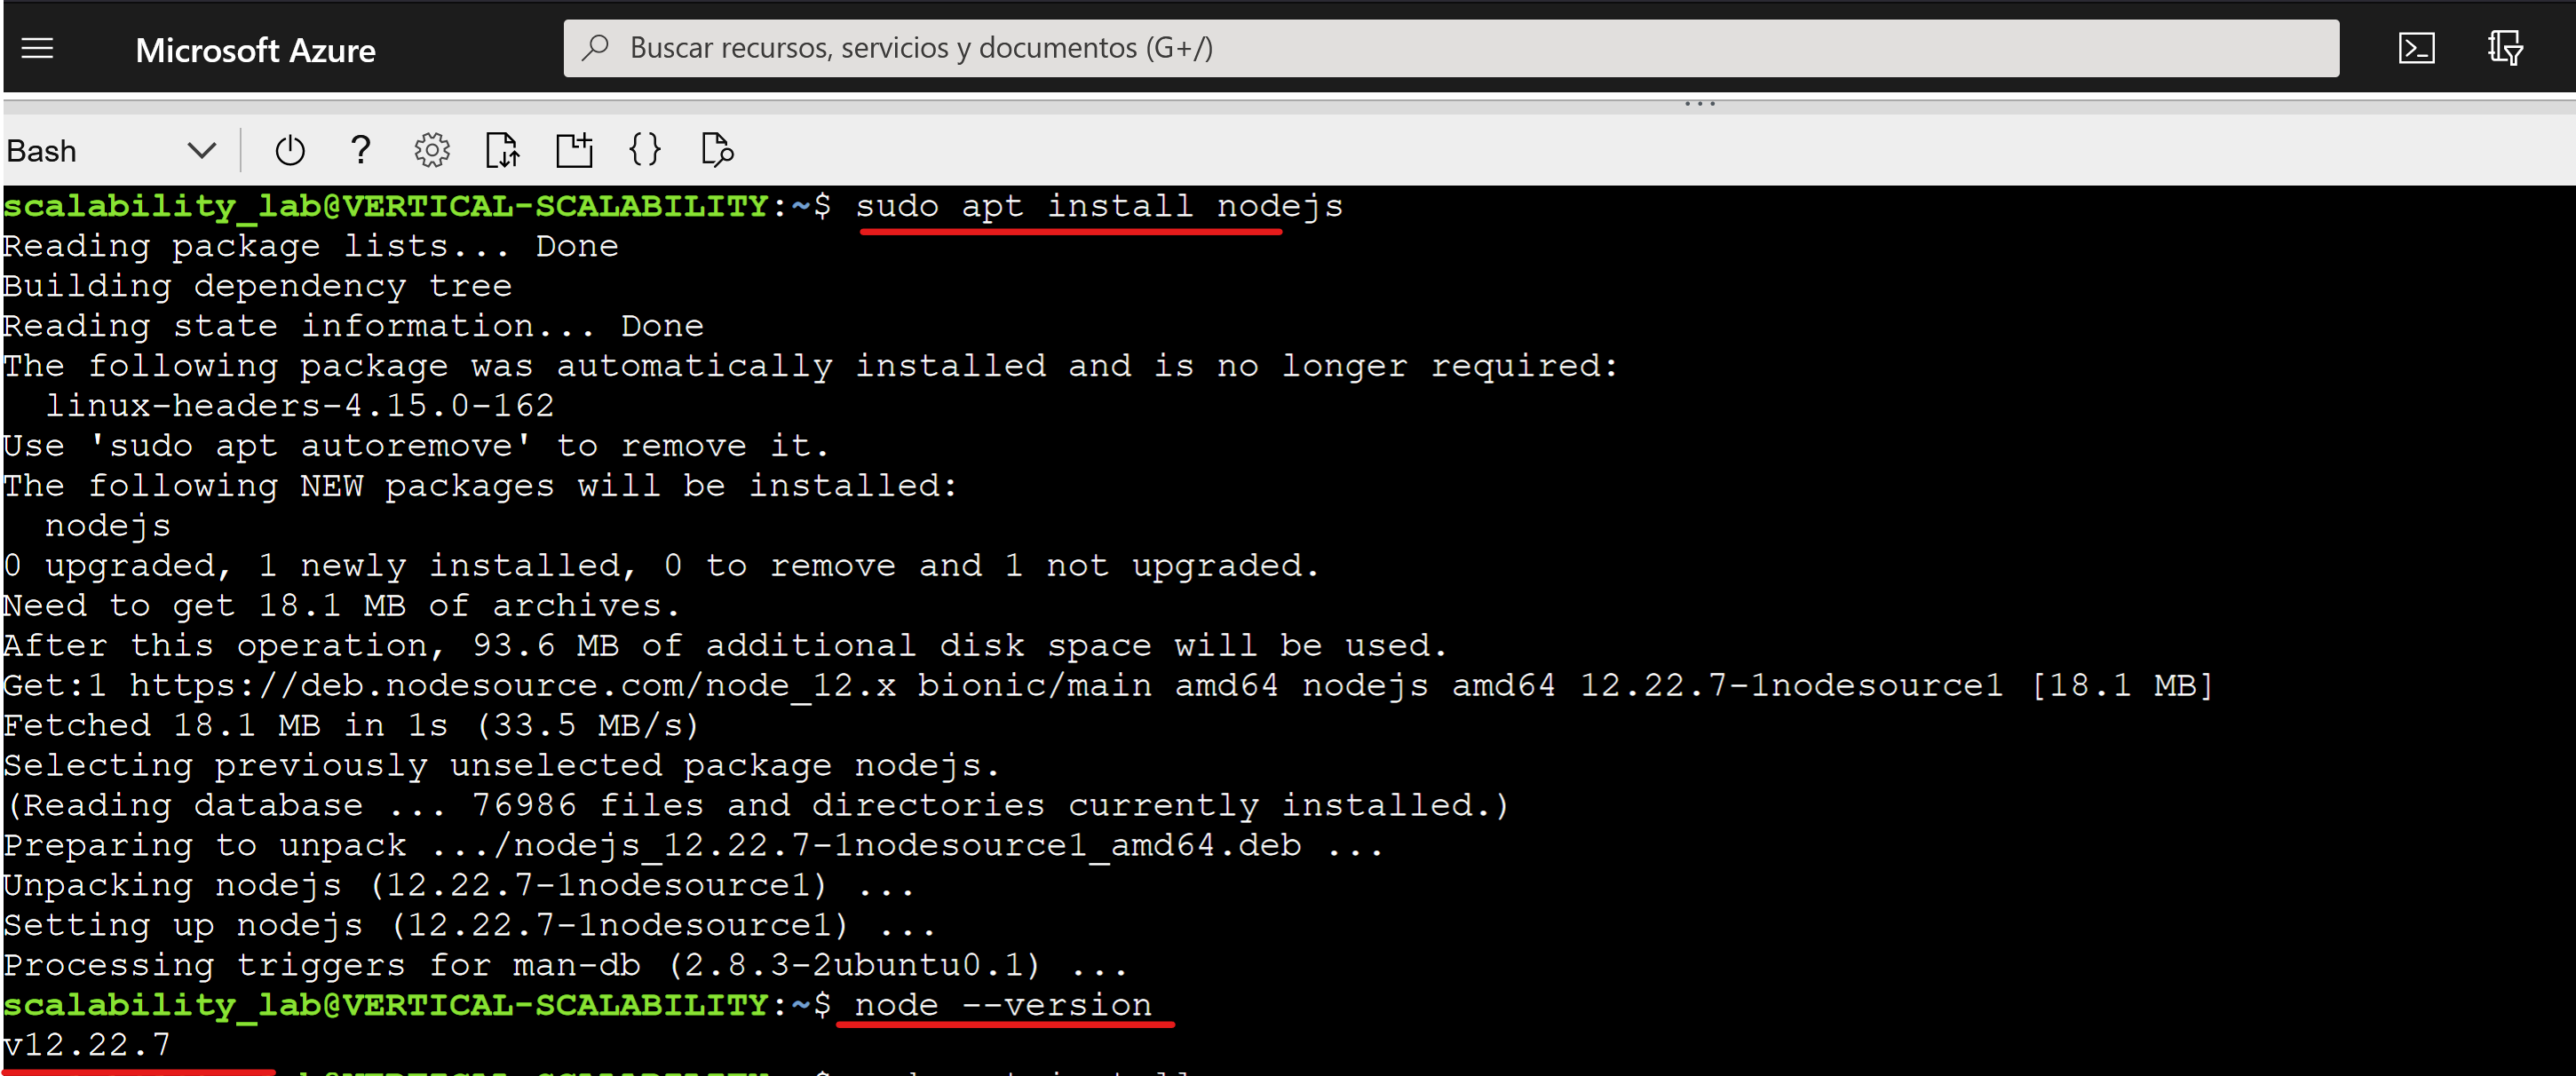 Microsoft Azure
Buscar recursos, servicios y documentos (G+/)
Bash
scalability_lab@VERTICAL-SCALABILITY:~$ sudo apt install nodejs
Reading package lists... Done
Building dependency tree
Reading state information... Done
The following package was automatically installed and is no longer required:
  linux-headers-4.15.0-162
Use 'sudo apt autoremove' to remove it.
The following NEW packages will be installed:
  nodejs
0 upgraded, 1 newly installed, 0 to remove and 1 not upgraded.
Need to get 18.1 MB of archives.
After this operation, 93.6 MB of additional disk space will be used.
Get:1 https://deb.nodesource.com/node_12.x bionic/main amd64 nodejs amd64 12.22.7-1nodesource1 [18.1 MB]
Fetched 18.1 MB in 1s (33.5 MB/s)
Selecting previously unselected package nodejs.
(Reading database ... 76986 files and directories currently installed.)
Preparing to unpack .../nodejs_12.22.7-1nodesource1_amd64.deb ...
Unpacking nodejs (12.22.7-1nodesource1) ...
Setting up nodejs (12.22.7-1nodesource1) ...
Processing triggers for man-db (2.8.3-2ubuntu0.1) ...
scalability_lab@VERTICAL-SCALABILITY:~$ node --version
v12.22.7